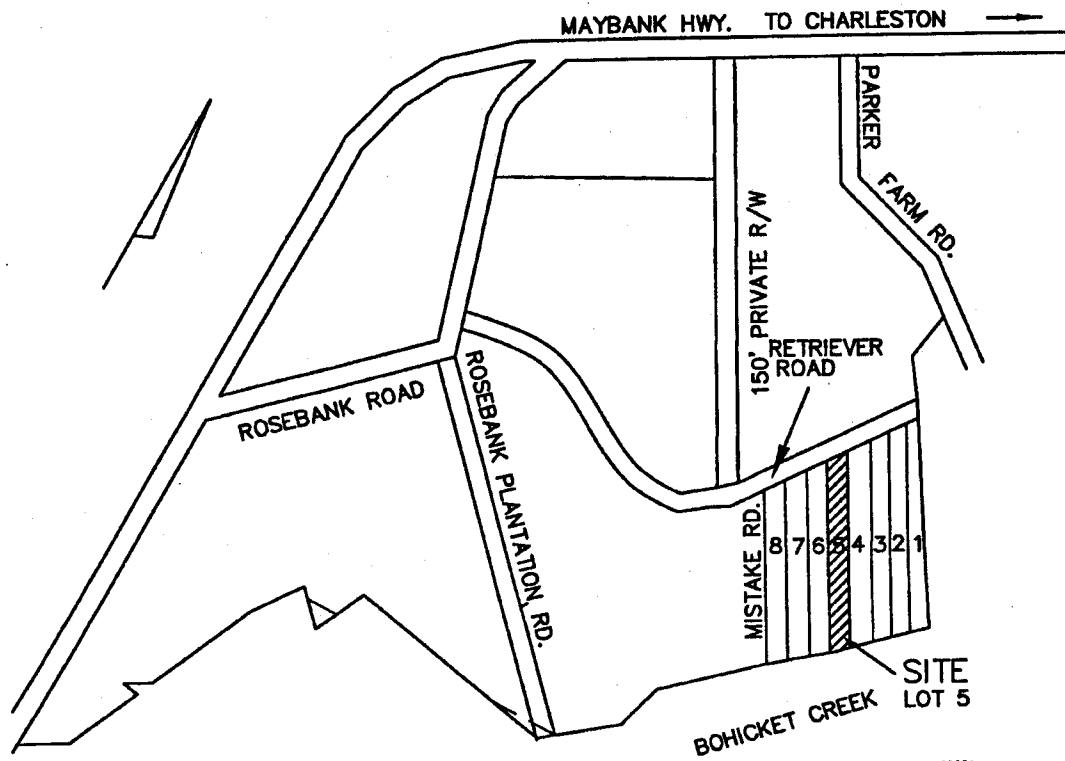 MAYBANK HWY. TO CHARLESTON
PARKER
FARM RD.
150' PRIVATE R/W
RETRIEVER
ROAD
ROSEBANK ROAD
ROSEBANK PLANTATION, RD.
MISTAKE RD.
8 7 6 5 4 3 2 1
SITE
LOT 5
BOHICKET CREEK